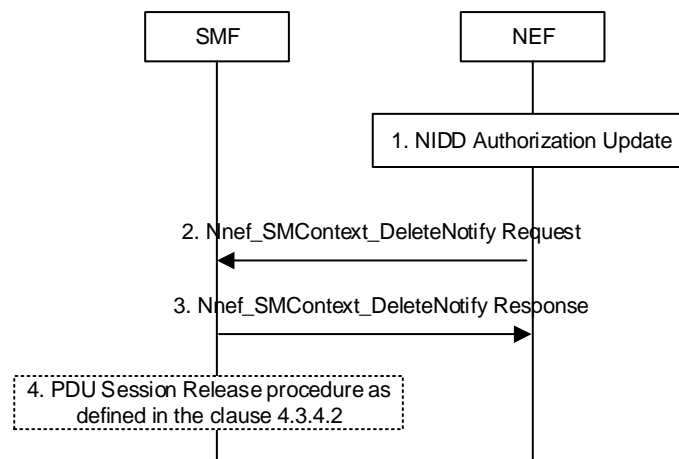 SMF
NEF
1. NIDD Authorization Update
2. Nnef_SMContext_DeleteNotify Request
3. Nnef_SMContext_DeleteNotify Response
4. PDU Session Release procedure as
defined in the clause 4.3.4.2